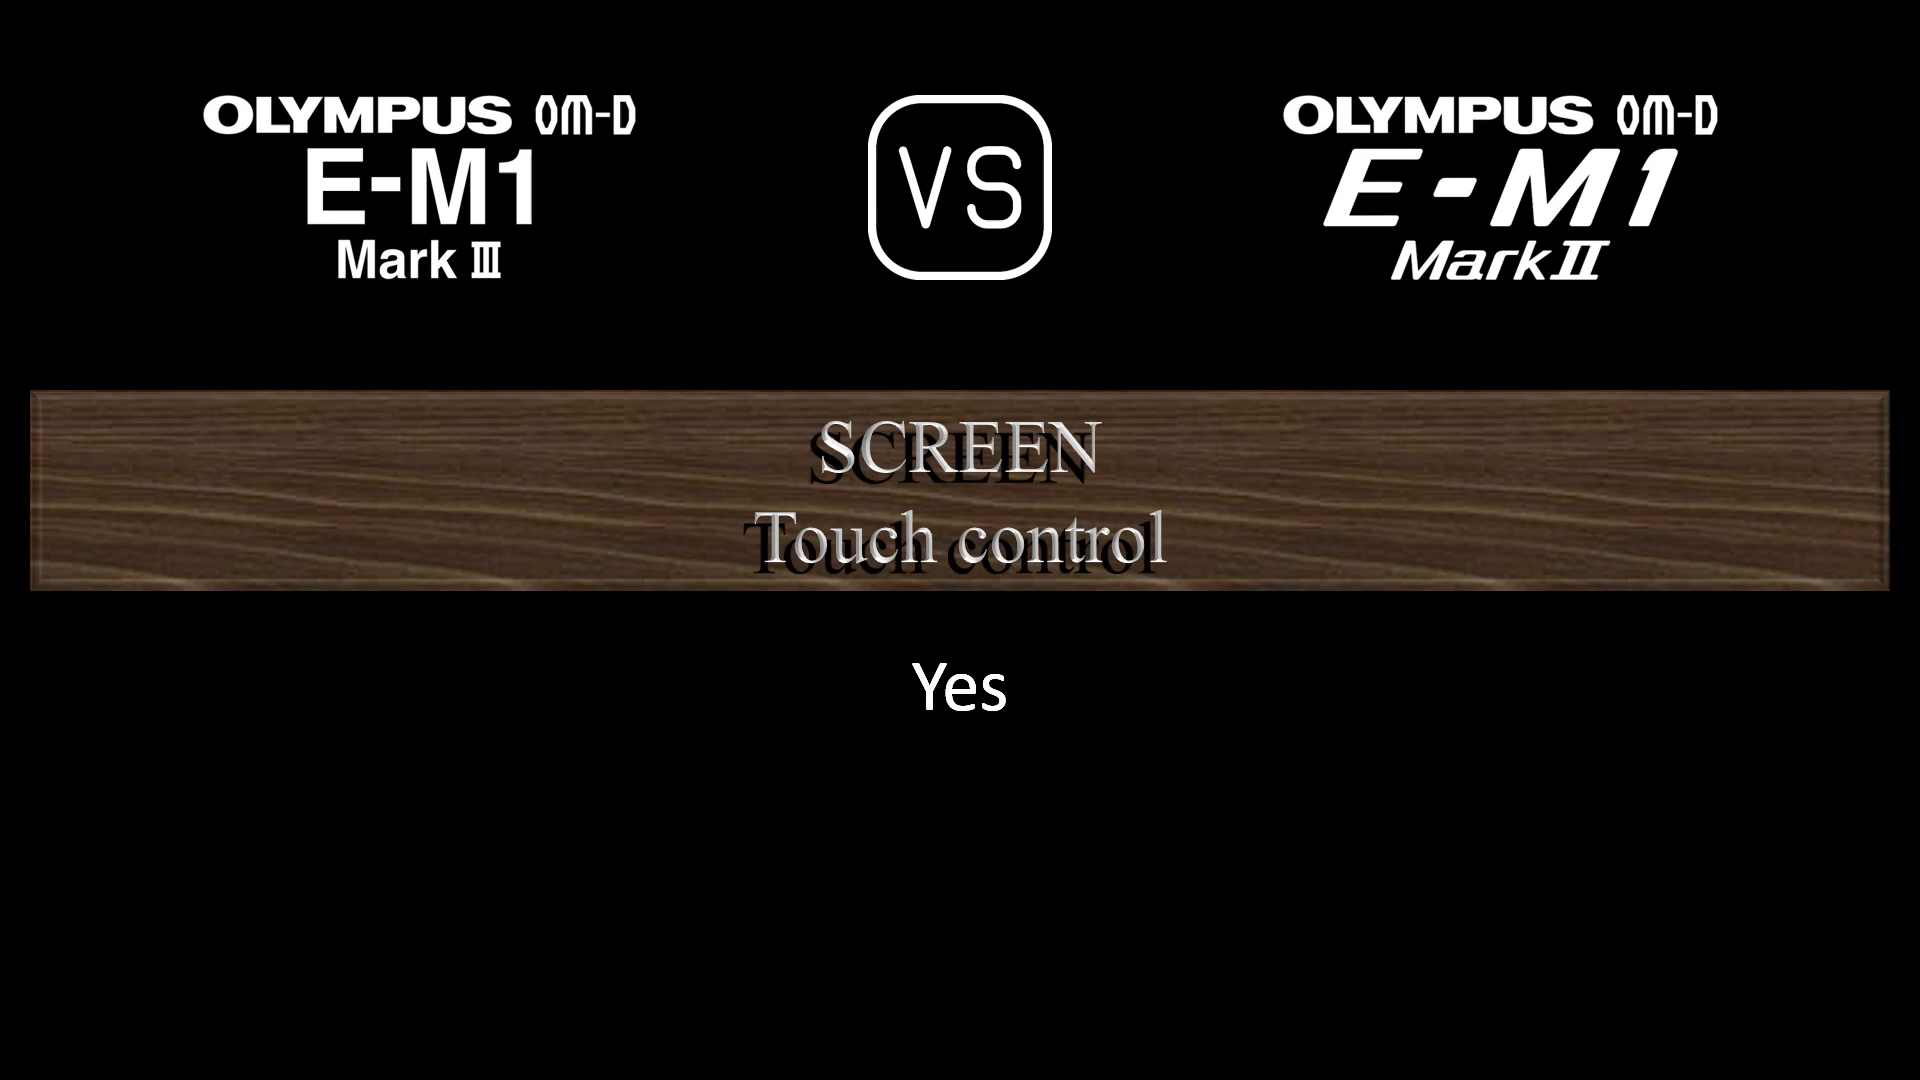 OLYMPUS OM-D
E-M1
Mark III
VS
OLYMPUS OM-D
E-M1
Mark II
SCREEN
Touch control
Yes